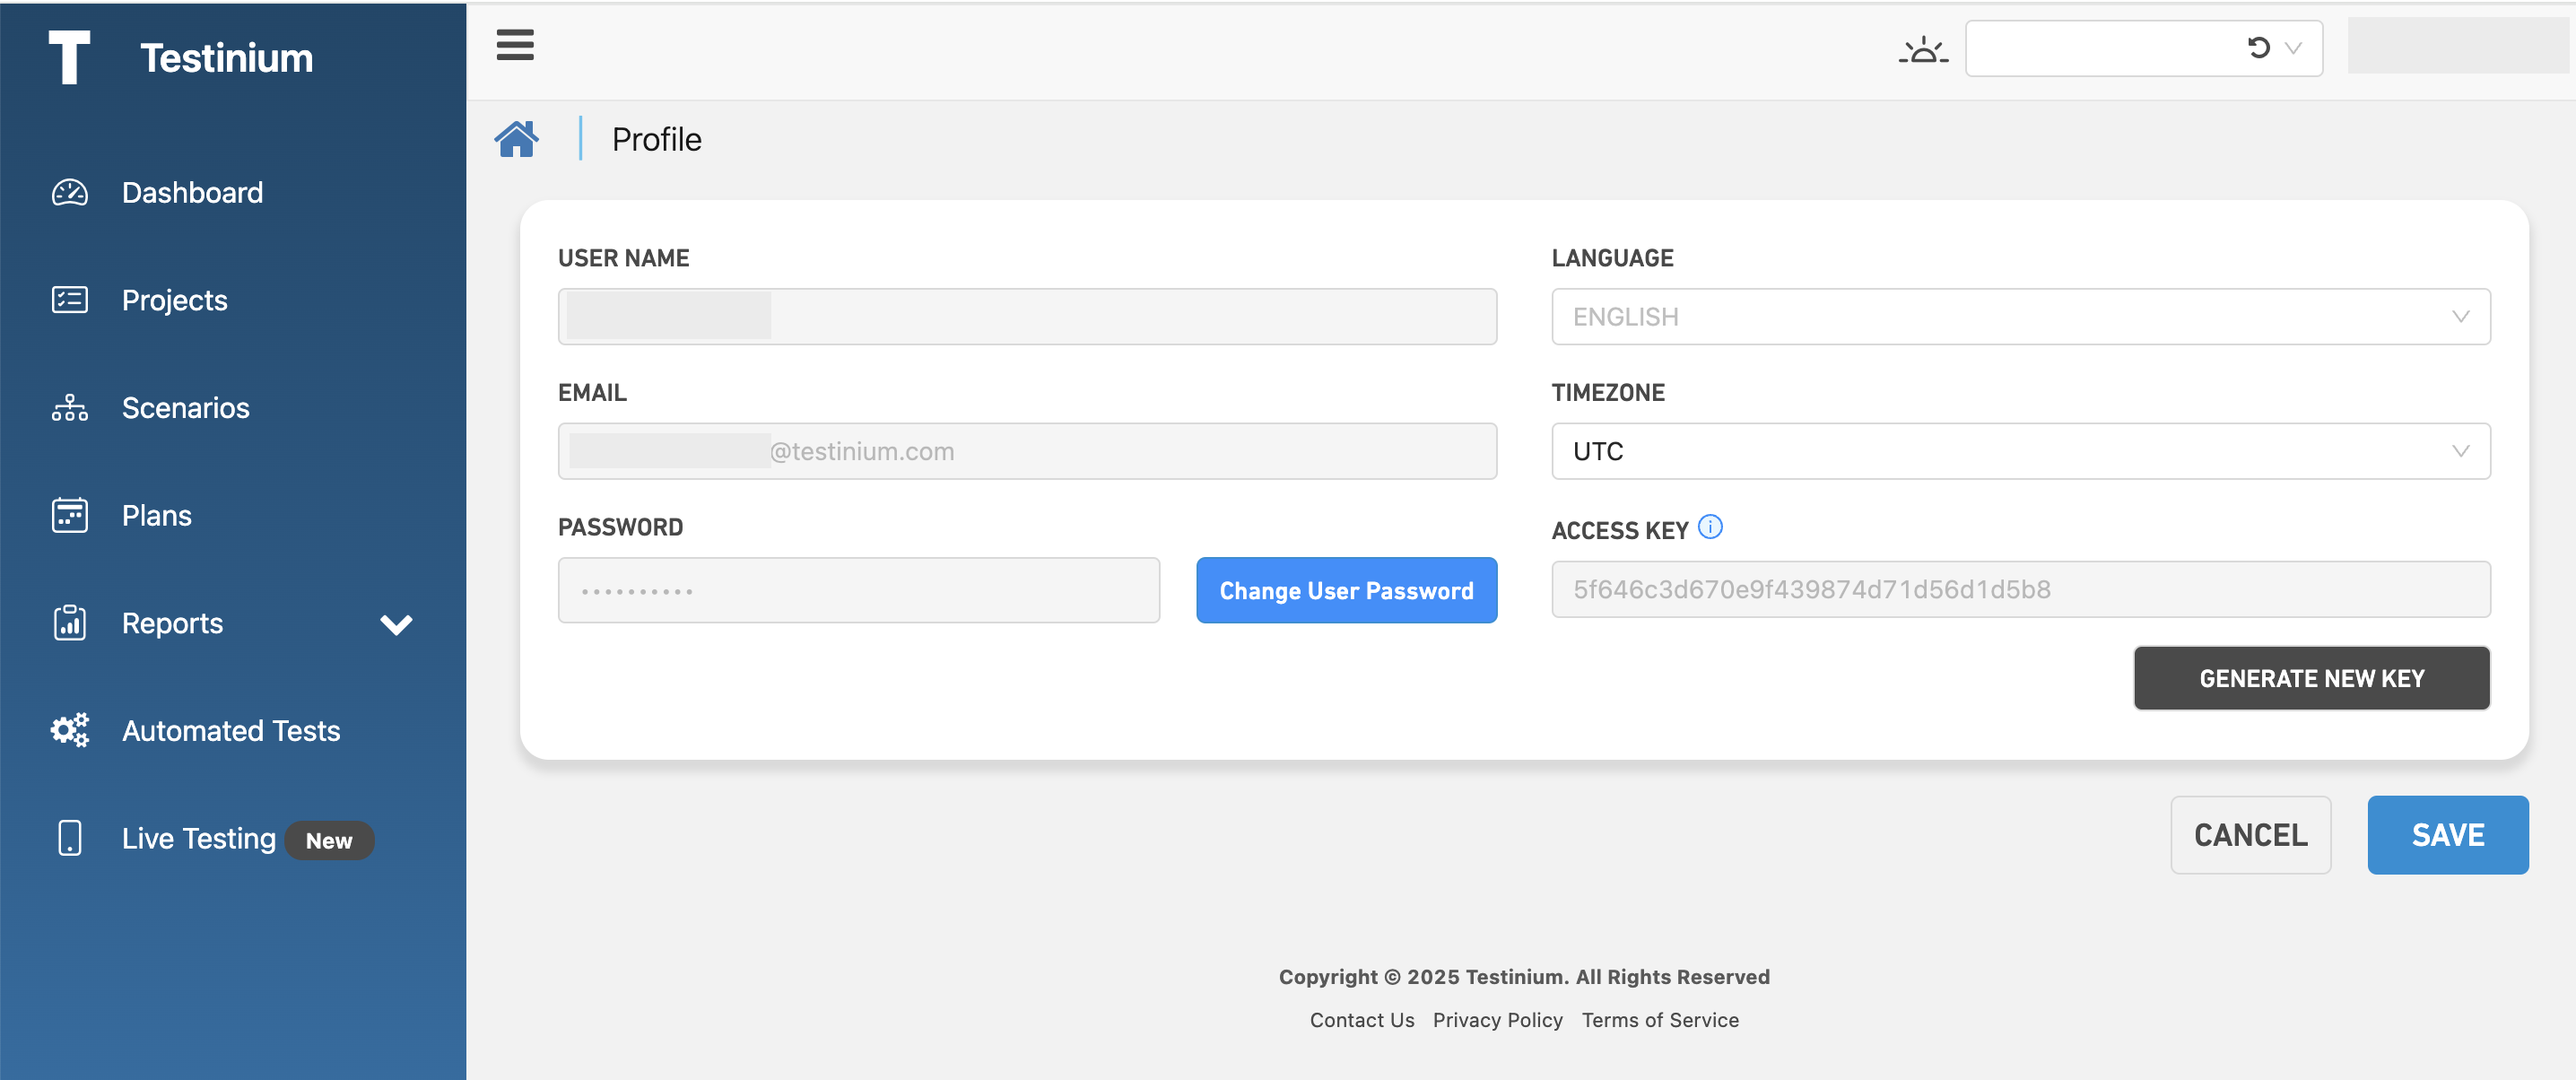 Testinium
Dashboard
Projects
Scenarios
Plans
Reports
Automated Tests
Live Testing New
Profile
USER NAME
LANGUAGE
ENGLISH
EMAIL
@testinium.com
TIMEZONE
UTC
PASSWORD
••••••••••
Change User Password
ACCESS KEY
5f646c3d670e9f439874d71d56d1d5b8
GENERATE NEW KEY
CANCEL
SAVE
Copyright © 2025 Testinium. All Rights Reserved
Contact Us Privacy Policy Terms of Service